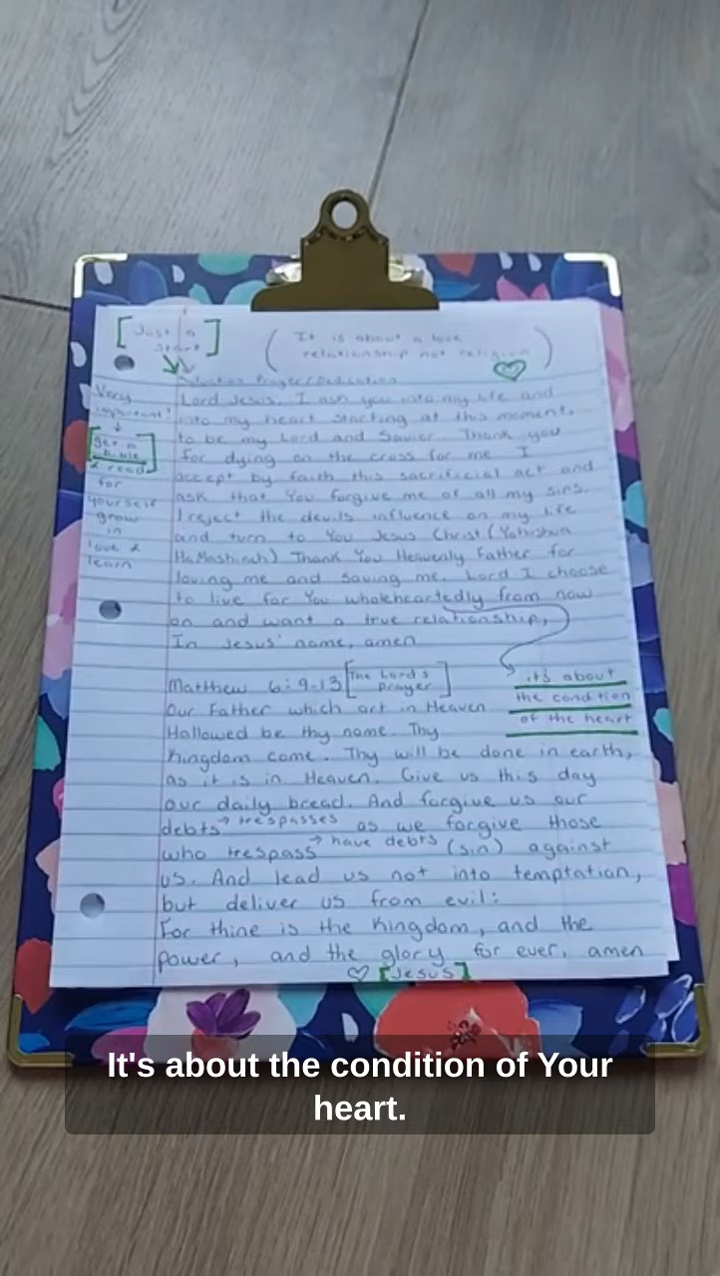 [Just a
start]
(It is about a love
relationship not religion)
Salvation Prayer/Dedication
Lord Jesus, I ask you into my life and
into my heart starting at this moment,
to be my Lord and Savior. Thank you
for dying on the cross for me I
accept by faith this sacrificial act and
ask that You forgive me of all my sins.
I reject the devils influence on my life
and turn to You Jesus Christ (Yahushua
HaMashiach) Thank You Heavenly Father for
loving me and saving me. Lord I choose
to live for You wholeheartedly from now
on and want a true relationship,
In Jesus' name, amen
Very
important!
[get a
bible]
& read
for
yourself
grow
in
love &
learn
it's about
the condition
of the heart
Matthew 6:9-13 [The Lord's
Prayer]
Our Father which art in Heaven
Hallowed be thy name. Thy
Kingdom come. Thy will be done in earth,
as it is in Heaven. Give us this day
our daily bread. And forgive us our
debts → trespasses as we forgive those
who trespass → have debts (sin) against
us. And lead us not into temptation,
but deliver us from evil:
For thine is the Kingdom, and the
power, and the glory for ever, amen
♡ [Jesus]
It's about the condition of Your
heart.